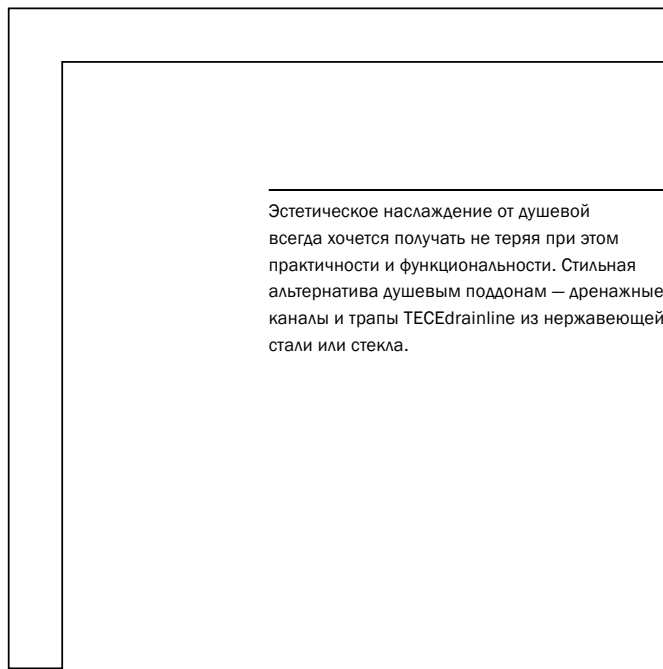 Эстетическое наслаждение от душевой
всегда хочется получать не теряя при этом
практичности и функциональности. Стильная
альтернатива душевым поддонам — дренажные
каналы и трапы TECEdrainline из нержавеющей
стали или стекла.